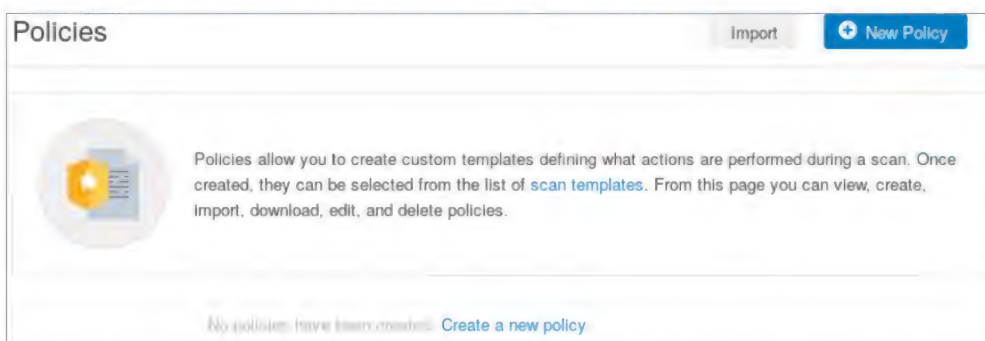 Policies
Import
New Policy
Policies allow you to create custom templates defining what actions are performed during a scan. Once
created, they can be selected from the list of scan templates. From this page you can view, create,
import, download, edit, and delete policies.
No policies have been created. Create a new policy